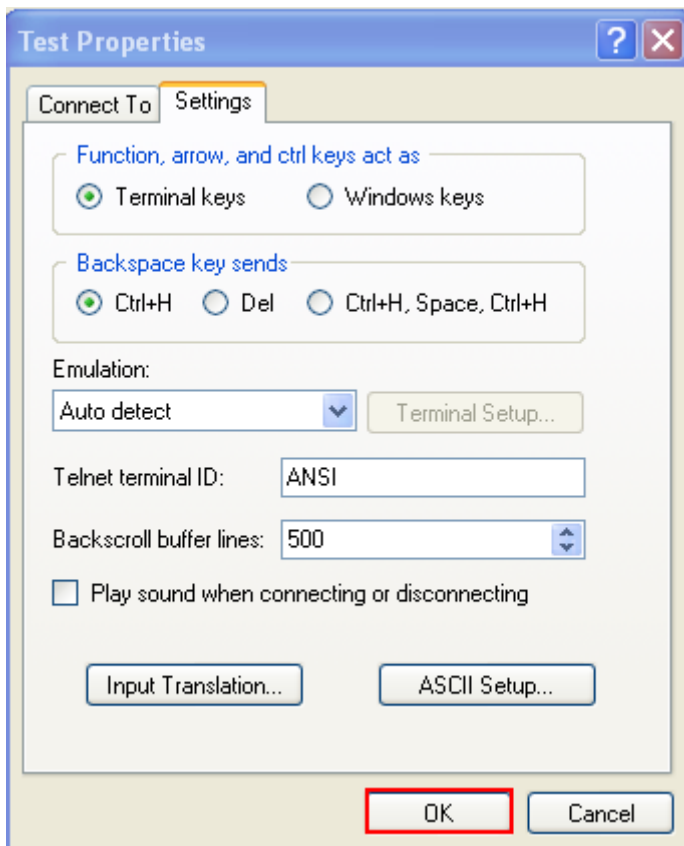 Test Properties
Connect To Settings
Function, arrow, and ctrl keys act as
Terminal keys Windows keys
Backspace key sends
Ctrl+H Del Ctrl+H, Space, Ctrl+H
Emulation:
Auto detect Terminal Setup...
Telnet terminal ID: ANSI
Backscroll buffer lines: 500
Play sound when connecting or disconnecting
Input Translation... ASCII Setup...
OK Cancel